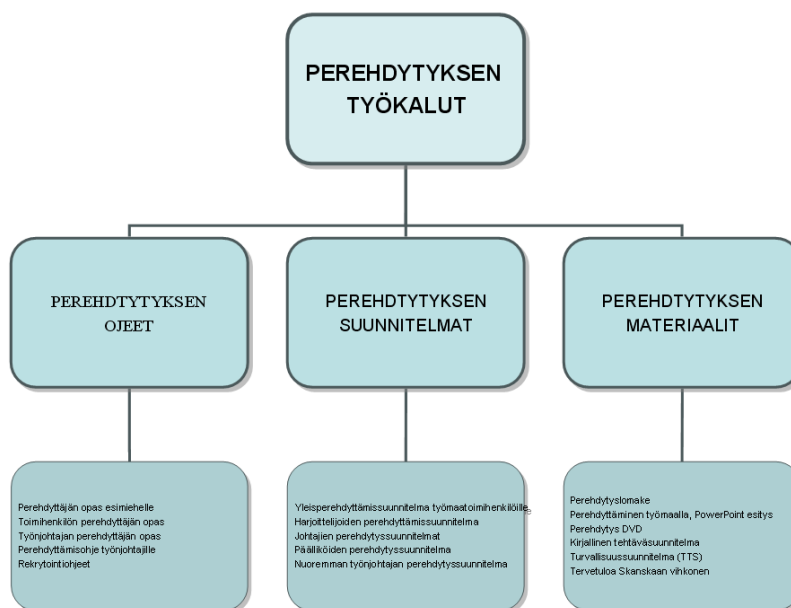 PEREHDYTYKSEN
TYÖKALUT
PEREHDTYTYKSEN
OJEET
PEREHDTYTYKSEN
SUUNNITELMAT
PEREHDTYTYKSEN
MATERIAALIT
Perehdyttäjän opas esimiehelle
Toimihenkilön perehdyttäjän opas
Työnjohtajan perehdyttäjän opas
Perehdyttämisohje työnjohtajille
Rekrytointiohjeet
Yleisperehdyttämissuunnitelma työmaatoimihenkilöille
Harjoittelijoiden perehdyttämissuunnitelma
Johtajien perehdytyssuunnitelmat
Päälliköiden perehdytyssuunnitelma
Nuoremman työnjohtajan perehdytyssuunnitelma
Perehdytyslomake
Perehdyttäminen työmaalla, PowerPoint esitys
Perehdytys DVD
Kirjallinen tehtäväsuunnitelma
Turvallisuussuunnitelma (TTS)
Tervetuloa Skanskaan vihkonen